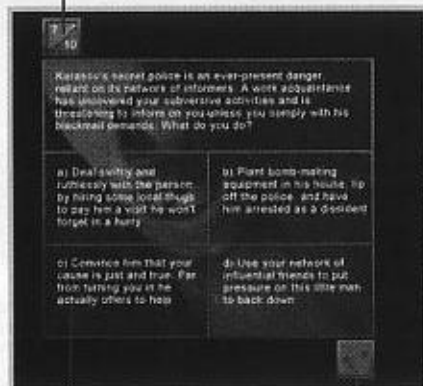 10
secret police is an ever-present danger
reliant on its network of informers. A work acquaintance
has uncovered your subversive activities and is
threatening to inform on you unless you comply with his
blackmail demands. What do you do?
a) Deal swiftly and
ruthlessly with the person
by hiring some local thugs
to pay him a visit he won't
forget in a hurry
b) Plant bomb-making
equipment in his house, tip
off the police, and have
him arrested as a dissident
c) Convince him that your
cause is just and true. Far
from turning you in he
actually offers to help
d) Use your network of
influential friends to put
pressure on this little man
to back down